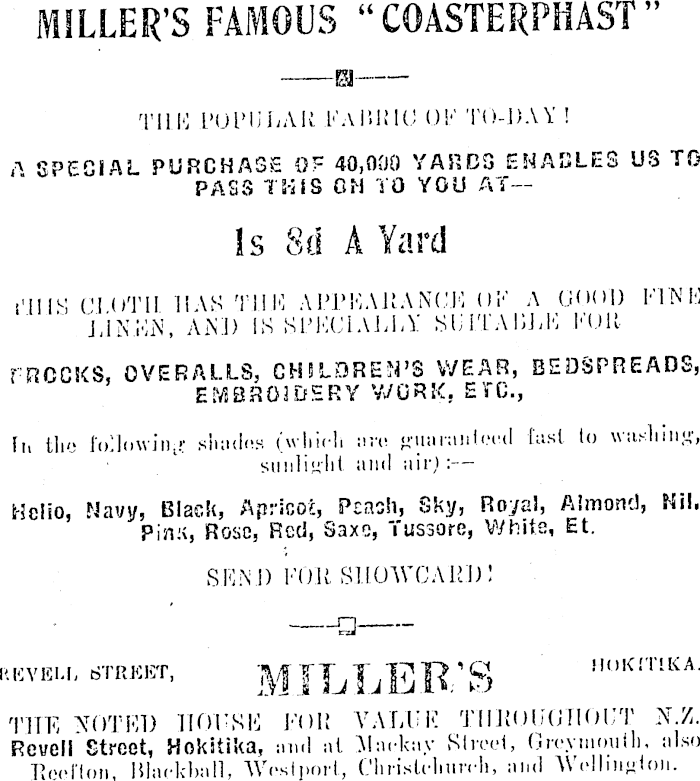 MILLER'S FAMOUS "COASTERPHAST"
THE POPULAR FABRIC OF TO-DAY!
A SPECIAL PURCHASE OF 40,000 YARDS ENABLES US TO
PASS THIS ON TO YOU AT—
1s 8d A Yard
THIS CLOTH HAS THE APPEARANCE OF A GOOD FINE
LINEN, AND IS SPECIALLY SUITABLE FOR
FROCKS, OVERALLS, CHILDREN'S WEAR, BEDSPREADS,
EMBROIDERY WORK, ETC.,
In the following shades (which are guaranteed fast to washing,
sunlight and air):—
Helio, Navy, Black, Apricot, Peach, Sky, Royal, Almond, Nil,
Pink, Rose, Red, Saxe, Tussore, White, Et.
SEND FOR SHOWCARD!
REVELL STREET, MILLER'S HOKITIKA.
THE NOTED HOUSE FOR VALUE THROUGHOUT N.Z.
Revell Street, Hokitika, and at Mackay Street, Greymouth, also
Reefton, Blackball, Westport, Christchurch, and Wellington.